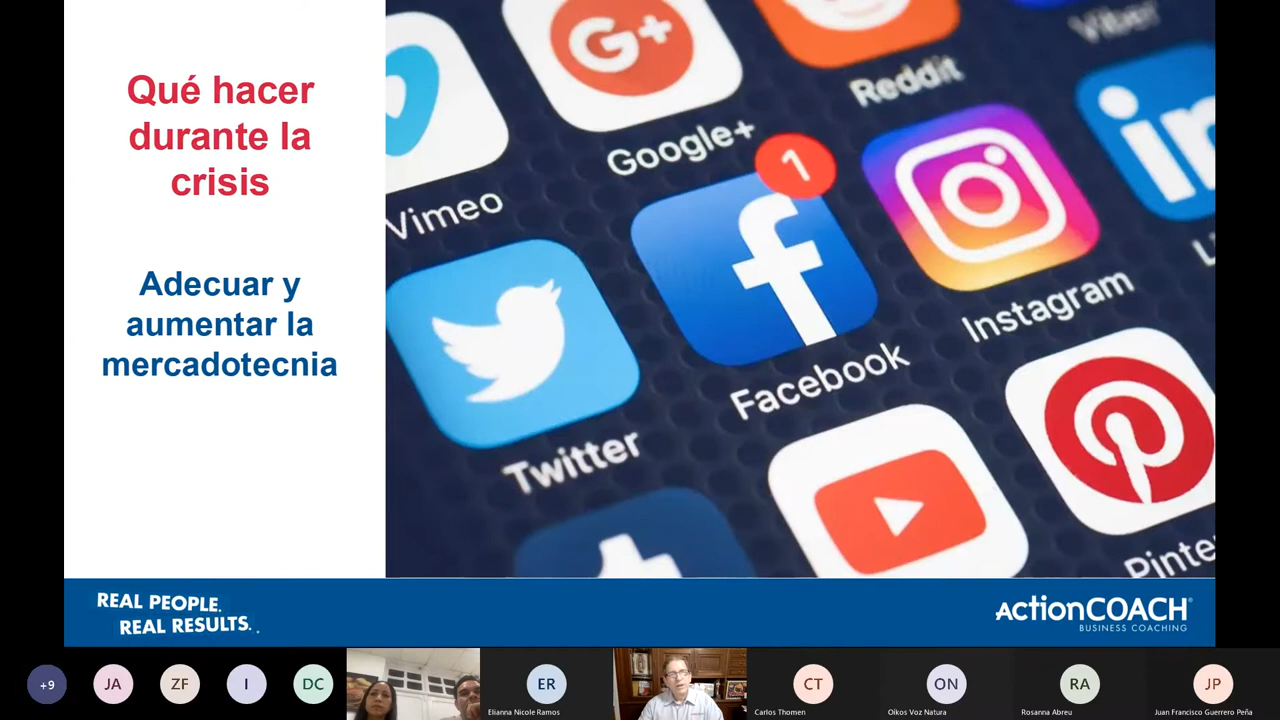 Qué hacer
durante la
crisis
Adecuar y
aumentar la
mercadotecnia
Vimeo
G+
Google+
1
Reddit
Viber
in
Twitter
f
Facebook
Instagram
REAL PEOPLE.
REAL RESULTS.
ActionCOACH
BUSINESS COACHING
+9
JA
ZF
I
DC
ER
Elianna Nicole Ramos
CT
Carlos Thomen
ON
Oikos Voz Natura
RA
Rosanna Abreu
JP
Juan Francisco Guerrero Peña